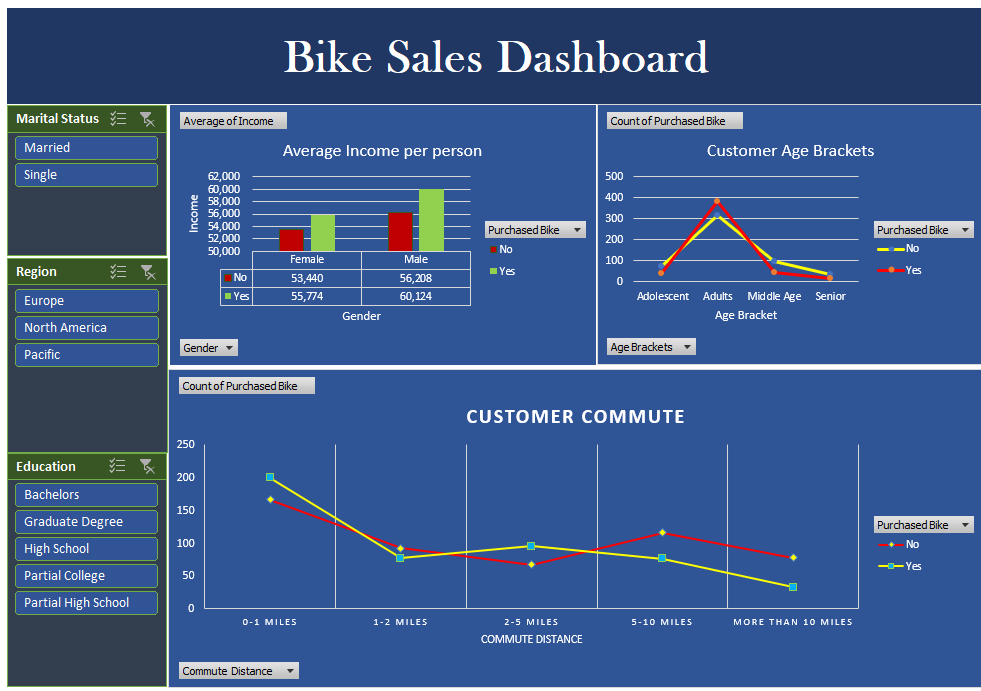 Bike Sales Dashboard
Marital Status
Married
Single
Region
Europe
North America
Pacific
Education
Bachelors
Graduate Degree
High School
Partial College
Partial High School
Average of Income
Average Income per person
62,000
60,000
58,000
56,000
54,000
52,000
50,000
Income
Female Male
No 53,440 56,208
Yes 55,774 60,124
Gender
Purchased Bike
No
Yes
Gender
Count of Purchased Bike
Customer Age Brackets
500
400
300
200
100
0
Adolescent Adults Middle Age Senior
Age Bracket
Purchased Bike
No
Yes
Age Brackets
Count of Purchased Bike
CUSTOMER COMMUTE
250
200
150
100
50
0
0-1 MILES 1-2 MILES 2-5 MILES 5-10 MILES MORE THAN 10 MILES
COMMUTE DISTANCE
Purchased Bike
No
Yes
Commute Distance